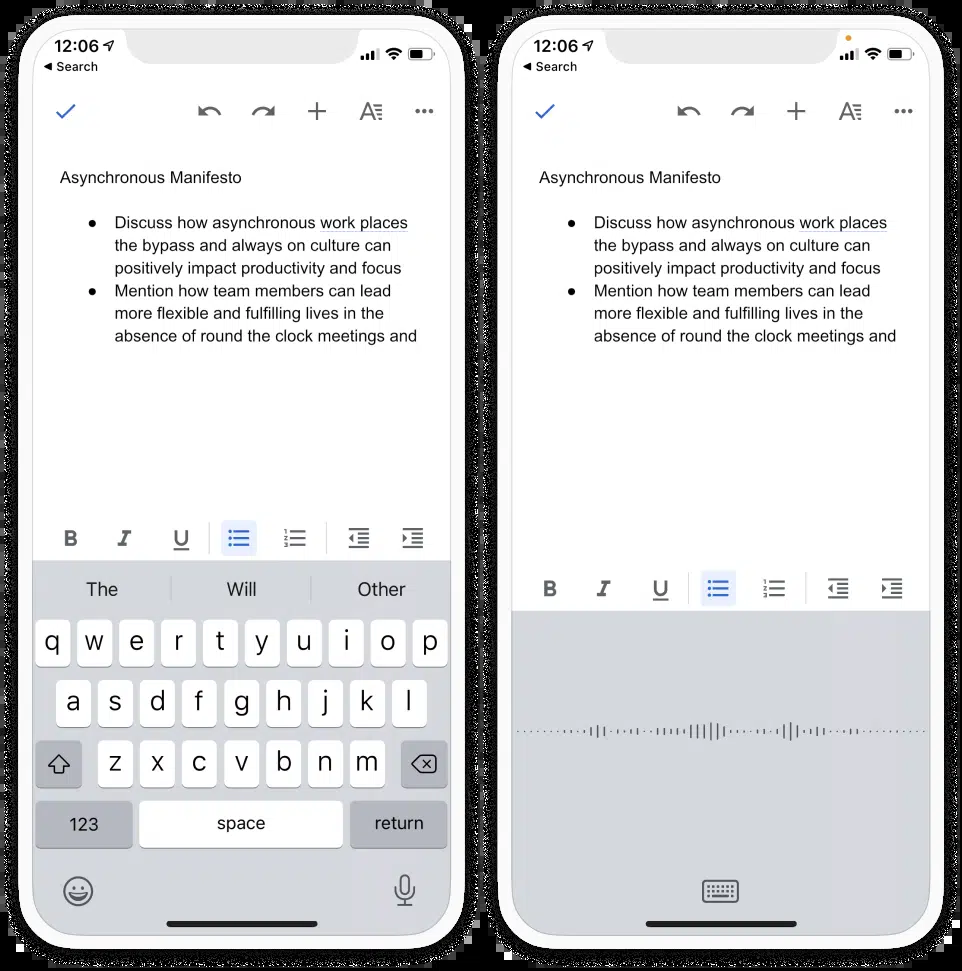 12:06
◀ Search
Asynchronous Manifesto
● Discuss how asynchronous work places
the bypass and always on culture can
positively impact productivity and focus
● Mention how team members can lead
more flexible and fulfilling lives in the
absence of round the clock meetings and
B I U
The Will Other
q w e r t y u i o p
a s d f g h j k l
z x c v b n m
123 space return
12:06
◀ Search
Asynchronous Manifesto
● Discuss how asynchronous work places
the bypass and always on culture can
positively impact productivity and focus
● Mention how team members can lead
more flexible and fulfilling lives in the
absence of round the clock meetings and
B I U